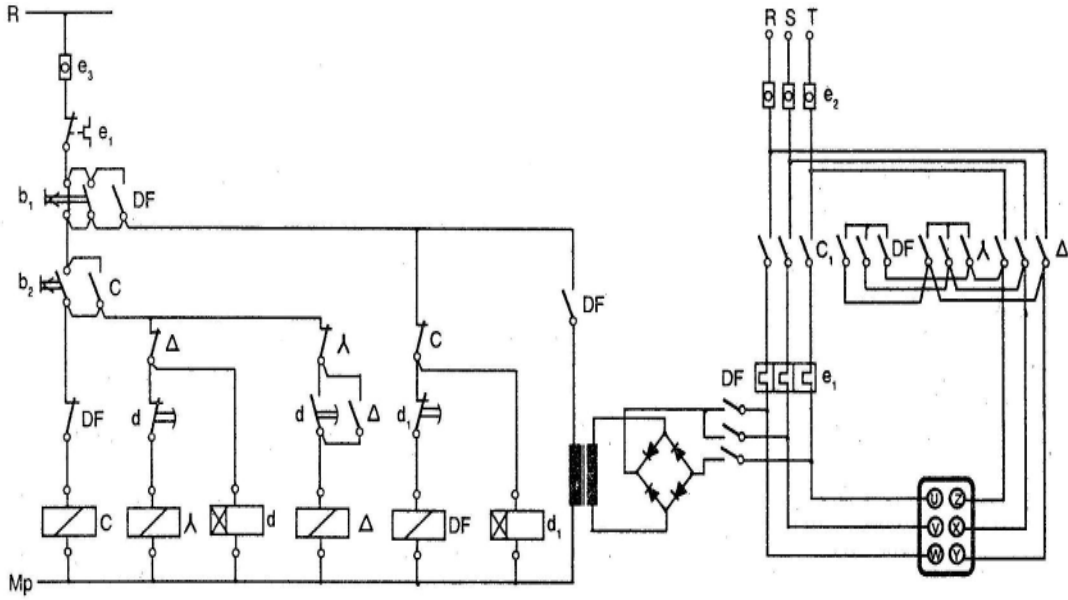 R
e₃
e₁
b₁
DF
b₂
C
Δ
⅄
C
DF
DF
d
d
Δ
d₁
C
⅄
d
Δ
DF
d₁
Mp
R S T
e₂
C₁
DF
⅄
Δ
DF
e₁
U Z
V X
W Y